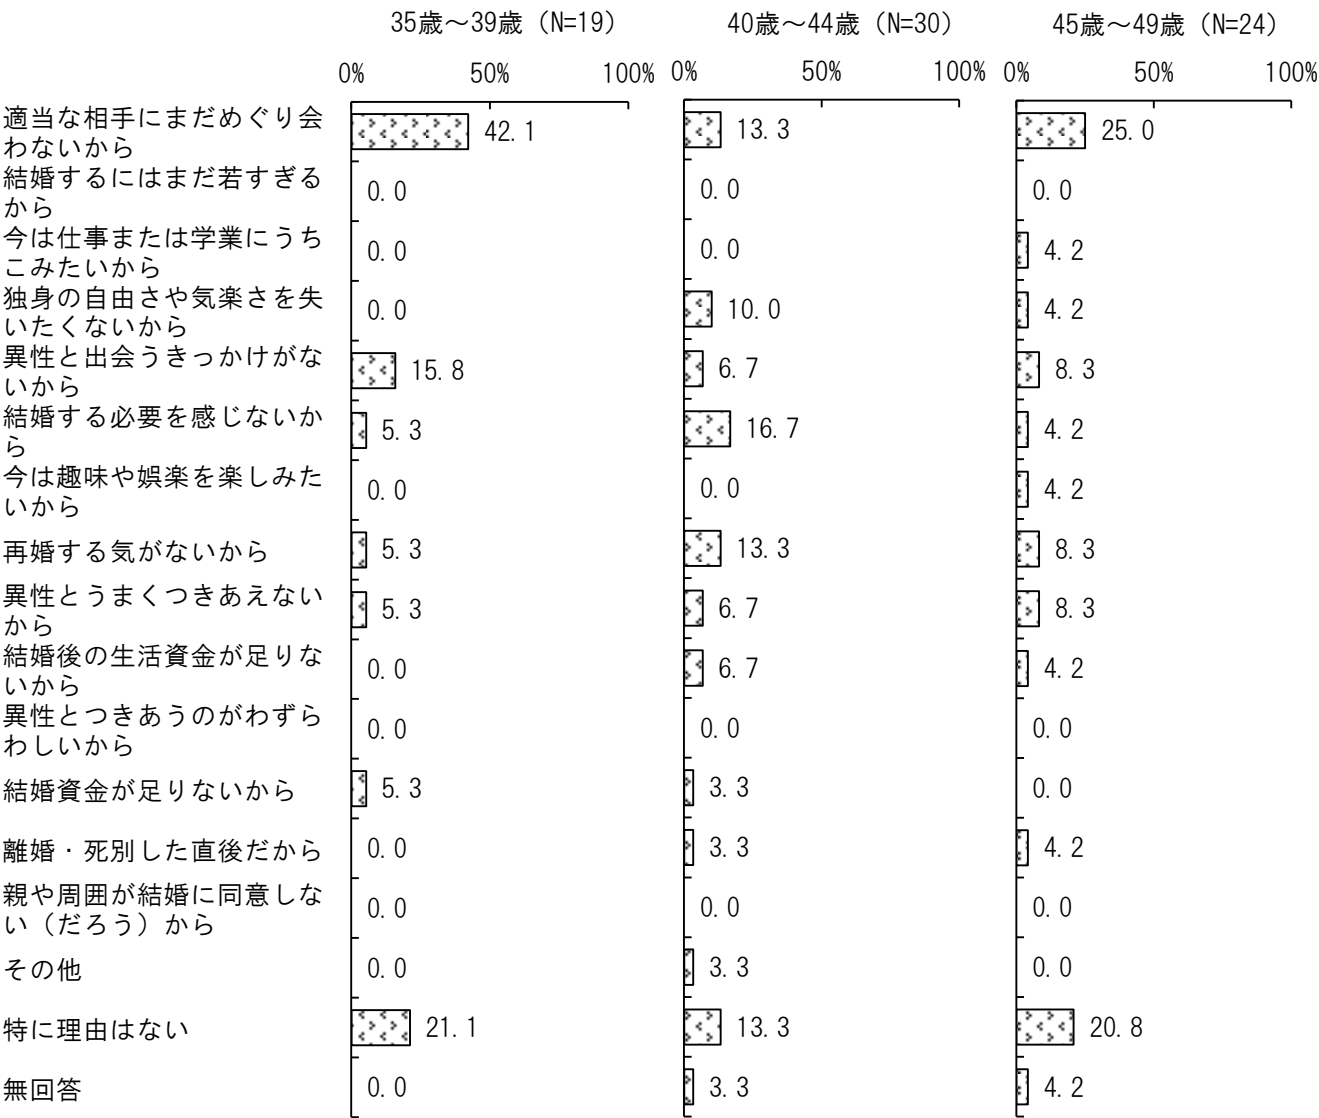 35歳～39歳（N=19） 40歳～44歳（N=30） 45歳～49歳（N=24）
0% 50% 100% 0% 50% 100% 0% 50% 100%
適当な相手にまだめぐり会
わないから
42.1 13.3 25.0
結婚するにはまだ若すぎる
から
0.0 0.0 0.0
今は仕事または学業にうち
こみたいから
0.0 0.0 4.2
独身の自由さや気楽さを失
いたくないから
0.0 10.0 4.2
異性と出会うきっかけがな
いから
15.8 6.7 8.3
結婚する必要を感じないか
ら
5.3 16.7 4.2
今は趣味や娯楽を楽しみた
いから
0.0 0.0 4.2
再婚する気がないから
5.3 13.3 8.3
異性とうまくつきあえない
から
5.3 6.7 8.3
結婚後の生活資金が足りな
いから
0.0 6.7 4.2
異性とつきあうのがわずら
わしいから
0.0 0.0 0.0
結婚資金が足りないから
5.3 3.3 0.0
離婚・死別した直後だから
0.0 3.3 4.2
親や周囲が結婚に同意しな
い（だろう）から
0.0 0.0 0.0
その他
0.0 3.3 0.0
特に理由はない
21.1 13.3 20.8
無回答
0.0 3.3 4.2